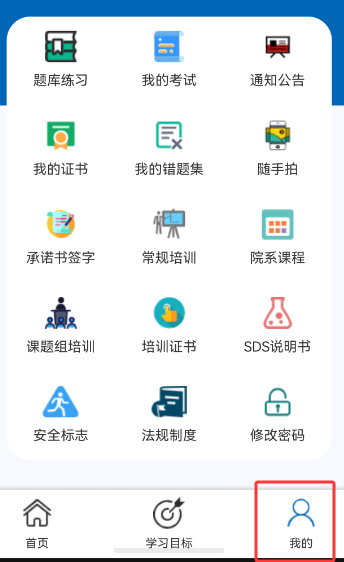 题库练习 我的考试 通知公告
我的证书 我的错题集 随手拍
承诺书签字 常规培训 院系课程
课题组培训 培训证书 SDS说明书
安全标志 法规制度 修改密码
首页 学习目标 我的